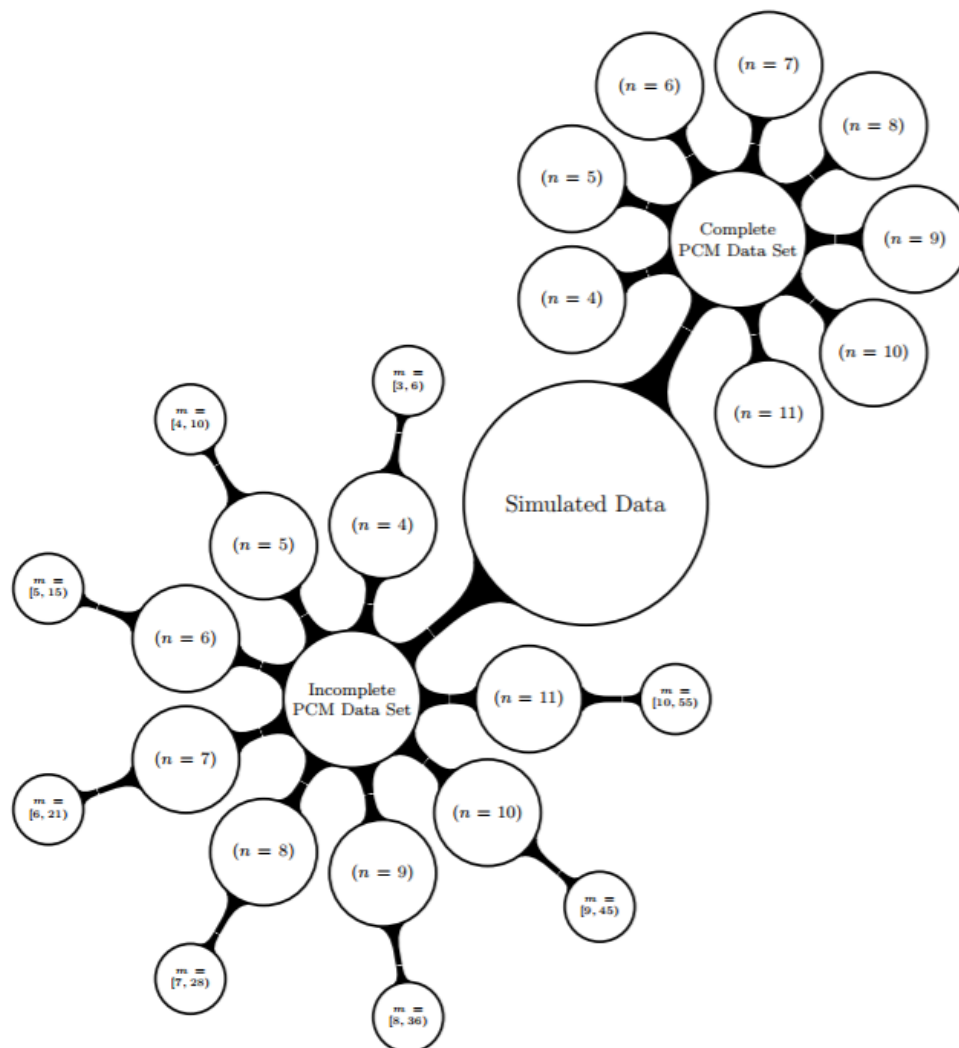 (n = 7)
(n = 6)
(n = 8)
(n = 5)
Complete
PCM Data Set
(n = 9)
(n = 4)
(n = 10)
(n = 11)
Simulated Data
m =
[3, 6)
m =
[4, 10)
(n = 4)
(n = 5)
m =
[5, 15)
(n = 6)
Incomplete
PCM Data Set
(n = 11)
m =
[10, 55)
(n = 7)
m =
[6, 21)
(n = 10)
(n = 8)
(n = 9)
m =
[9, 45)
m =
[7, 28)
m =
[8, 36)